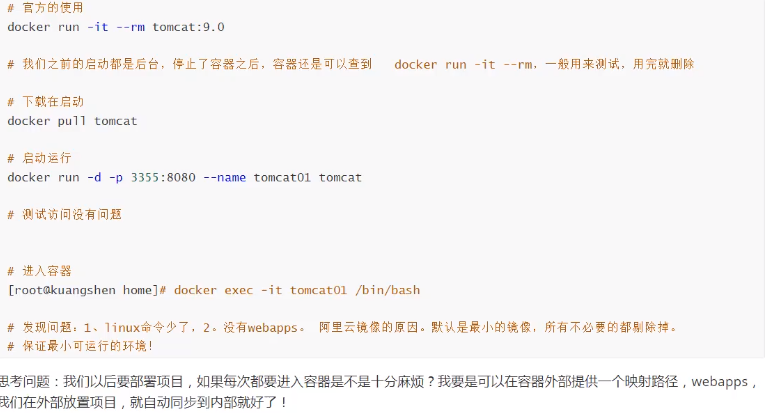 # 官方的使用
docker run -it --rm tomcat:9.0
# 我们之前的启动都是后台，停止了容器之后，容器还是可以查到 docker run -it --rm，一般用来测试，用完就删除
# 下载在启动
docker pull tomcat
# 启动运行
docker run -d -p 3355:8080 --name tomcat01 tomcat
# 测试访问没有问题
# 进入容器
[root@kuangshen home]# docker exec -it tomcat01 /bin/bash
# 发现问题：1、linux命令少了，2。没有webapps。 阿里云镜像的原因。默认是最小的镜像，所有不必要的都剔除掉。
# 保证最小可运行的环境！
思考问题：我们以后要部署项目，如果每次都要进入容器是不是十分麻烦？我要是可以在容器外部提供一个映射路径，webapps，
我们在外部放置项目，就自动同步到内部就好了！